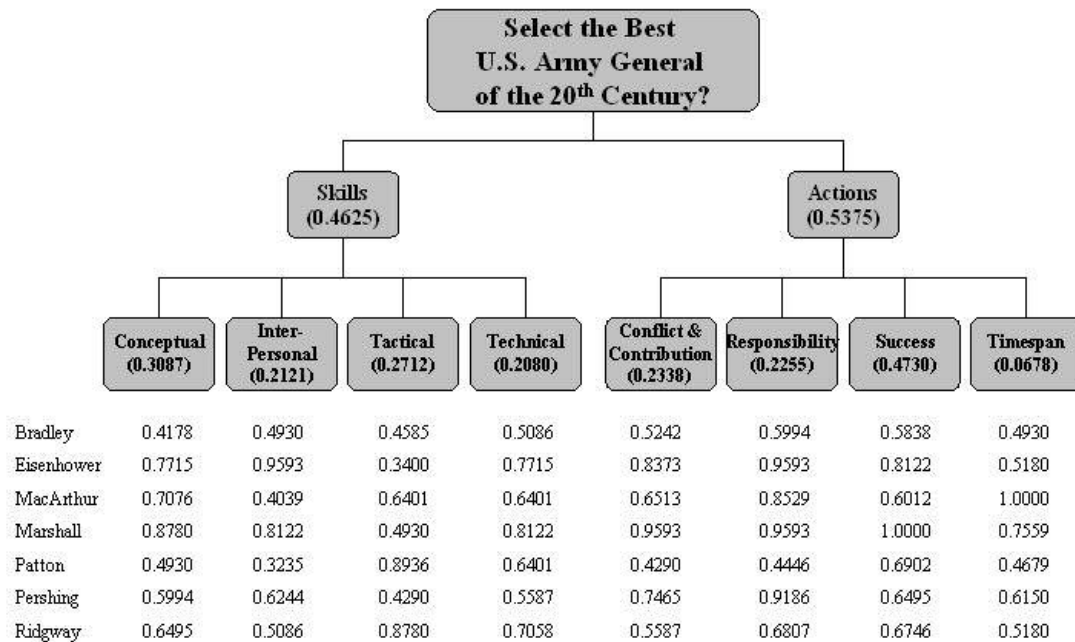 Select the Best
U.S. Army General
of the 20th Century?
Skills
(0.4625)
Actions
(0.5375)
Conceptual
(0.3087)
Inter-
Personal
(0.2121)
Tactical
(0.2712)
Technical
(0.2080)
Conflict &
Contribution
(0.2338)
Responsibility
(0.2255)
Success
(0.4730)
Timespan
(0.0678)
Bradley 0.4178 0.4930 0.4585 0.5086 0.5242 0.5994 0.5838 0.4930
Eisenhower 0.7715 0.9593 0.3400 0.7715 0.8373 0.9593 0.8122 0.5180
MacArthur 0.7076 0.4039 0.6401 0.6401 0.6513 0.8529 0.6012 1.0000
Marshall 0.8780 0.8122 0.4930 0.8122 0.9593 0.9593 1.0000 0.7559
Patton 0.4930 0.3235 0.8936 0.6401 0.4290 0.4446 0.6902 0.4679
Pershing 0.5994 0.6244 0.4290 0.5587 0.7465 0.9186 0.6495 0.6150
Ridgway 0.6495 0.5086 0.8780 0.7058 0.5587 0.6807 0.6746 0.5180